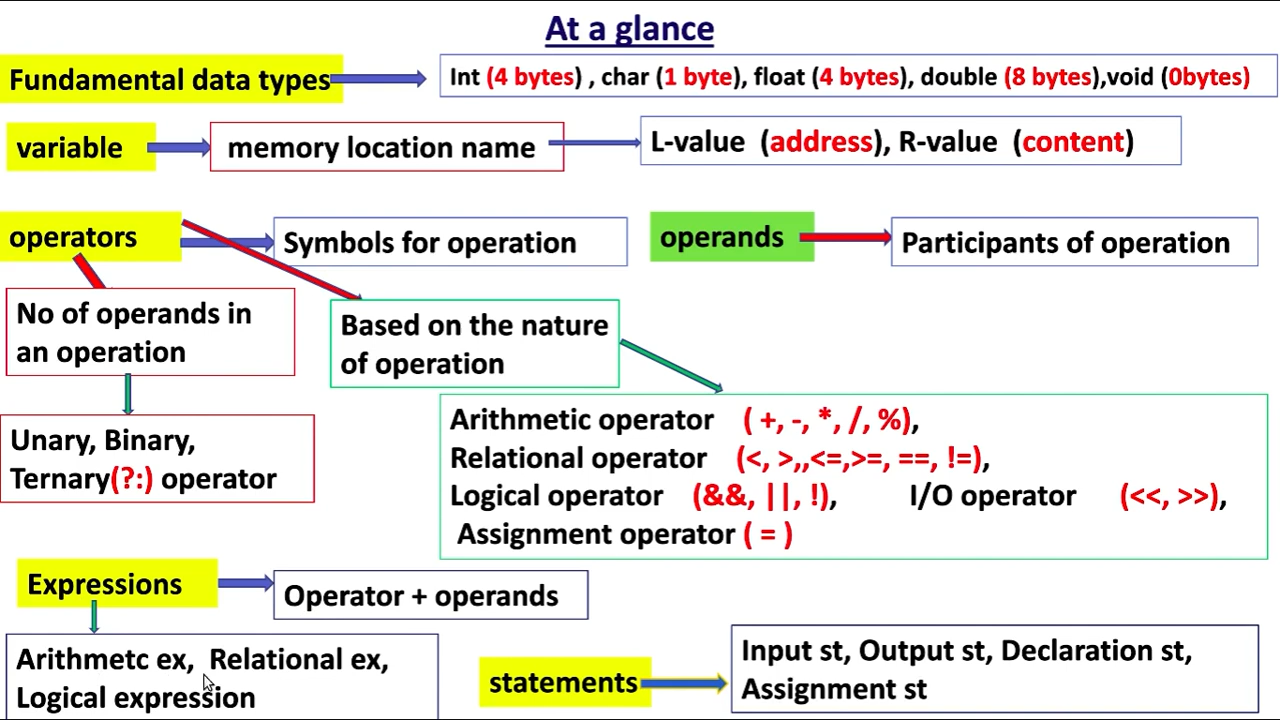 At a glance
Fundamental data types
Int (4 bytes) , char (1 byte), float (4 bytes), double (8 bytes),void (0bytes)
variable
memory location name
L-value (address), R-value (content)
operators
Symbols for operation
operands
Participants of operation
No of operands in
an operation
Based on the nature
of operation
Unary, Binary,
Ternary(?:) operator
Arithmetic operator ( +, -, *, /, %),
Relational operator (<, >,,<=,>=, ==, !=),
Logical operator (&&, ||, !), I/O operator (<<, >>),
Assignment operator ( = )
Expressions
Operator + operands
Arithmetc ex, Relational ex,
Logical expression
statements
Input st, Output st, Declaration st,
Assignment st